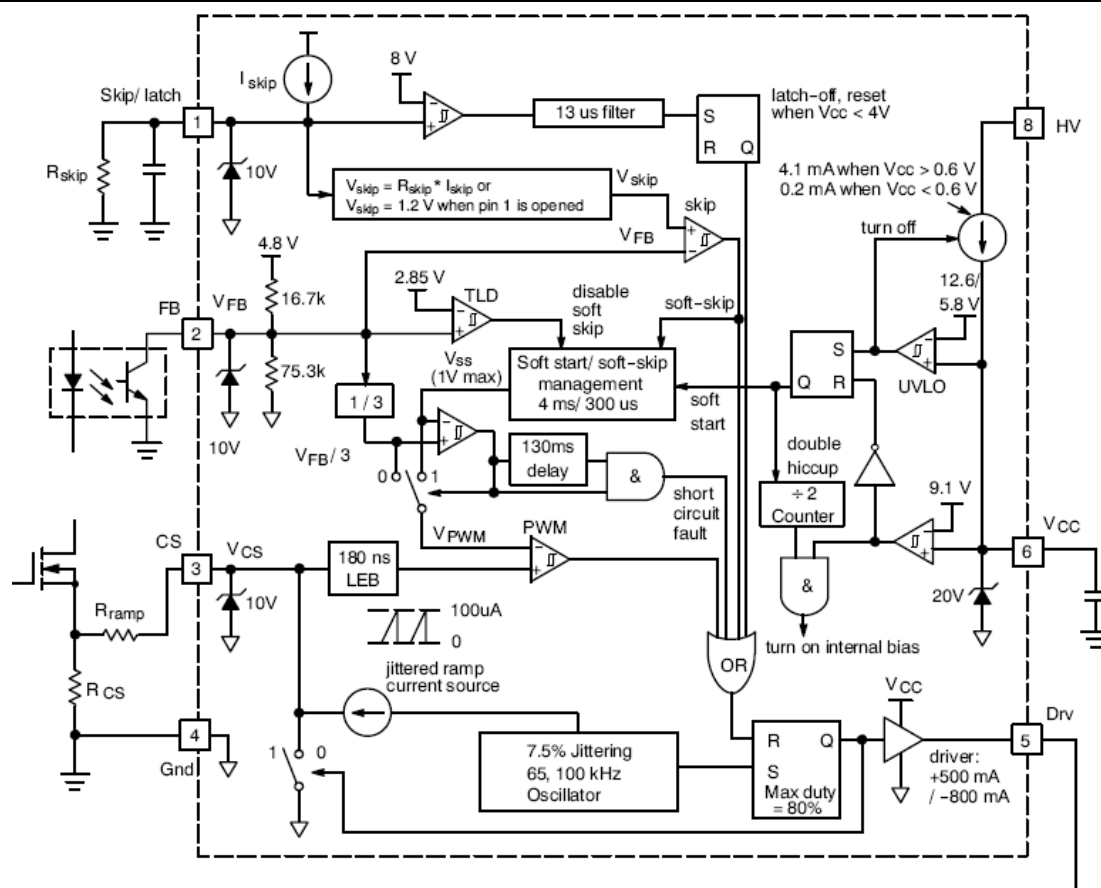 I skip
8 V
Skip/ latch
1
10V
R skip
13 us filter
S
R Q
latch-off, reset
when Vcc < 4V
8
HV
4.1 mA when Vcc > 0.6 V
0.2 mA when Vcc < 0.6 V
V skip = R skip * I skip or
V skip = 1.2 V when pin 1 is opened
V skip
skip
V FB
turn off
4.8 V
16.7k
2.85 V
TLD
disable
soft
skip
soft-skip
12.6/
5.8 V
FB
V FB
2
75.3k
10V
V SS
(1V max)
Soft start/ soft-skip
management
4 ms/ 300 us
soft
start
S
Q
R
UVLO
1 / 3
V FB / 3
0
1
130ms
delay
&
short
circuit
fault
double
hiccup
÷ 2
Counter
9.1 V
V CC
6
20V
&
turn on internal bias
CS
V CS
3
10V
180 ns
LEB
V PWM
PWM
R ramp
R CS
100uA
0
jittered ramp
current source
OR
4
Gnd
1
0
7.5% Jittering
65, 100 kHz
Oscillator
R Q
S
Max duty
= 80%
V CC
Drv
5
driver:
+500 mA
/ -800 mA